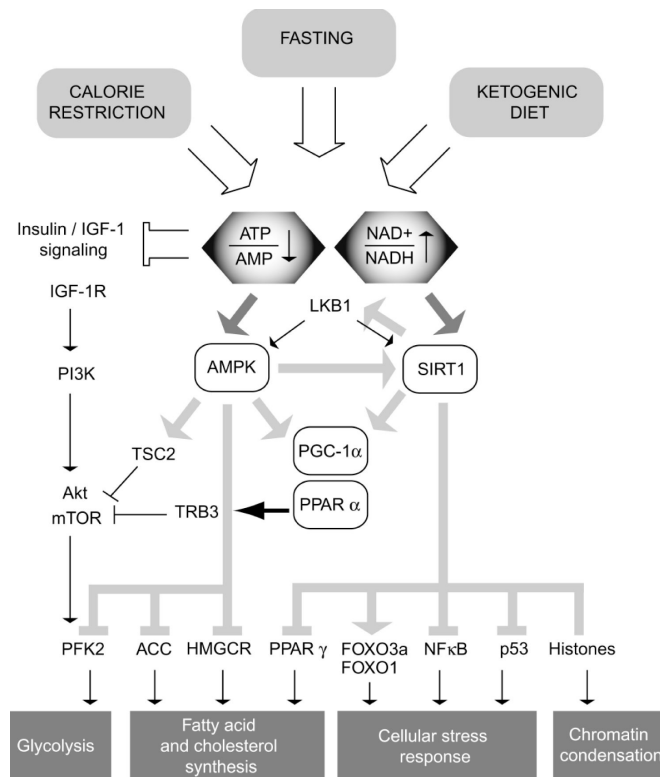 FASTING
CALORIE
RESTRICTION
KETOGENIC
DIET
Insulin / IGF-1
signaling
ATP
AMP
NAD+
NADH
IGF-1R
LKB1
AMPK
SIRT1
PI3K
TSC2
PGC-1α
Akt
mTOR
TRB3
PPAR α
PFK2
ACC
HMGCR
PPAR γ
FOXO3a
FOXO1
NFκB
p53
Histones
Glycolysis
Fatty acid
and cholesterol
synthesis
Cellular stress
response
Chromatin
condensation